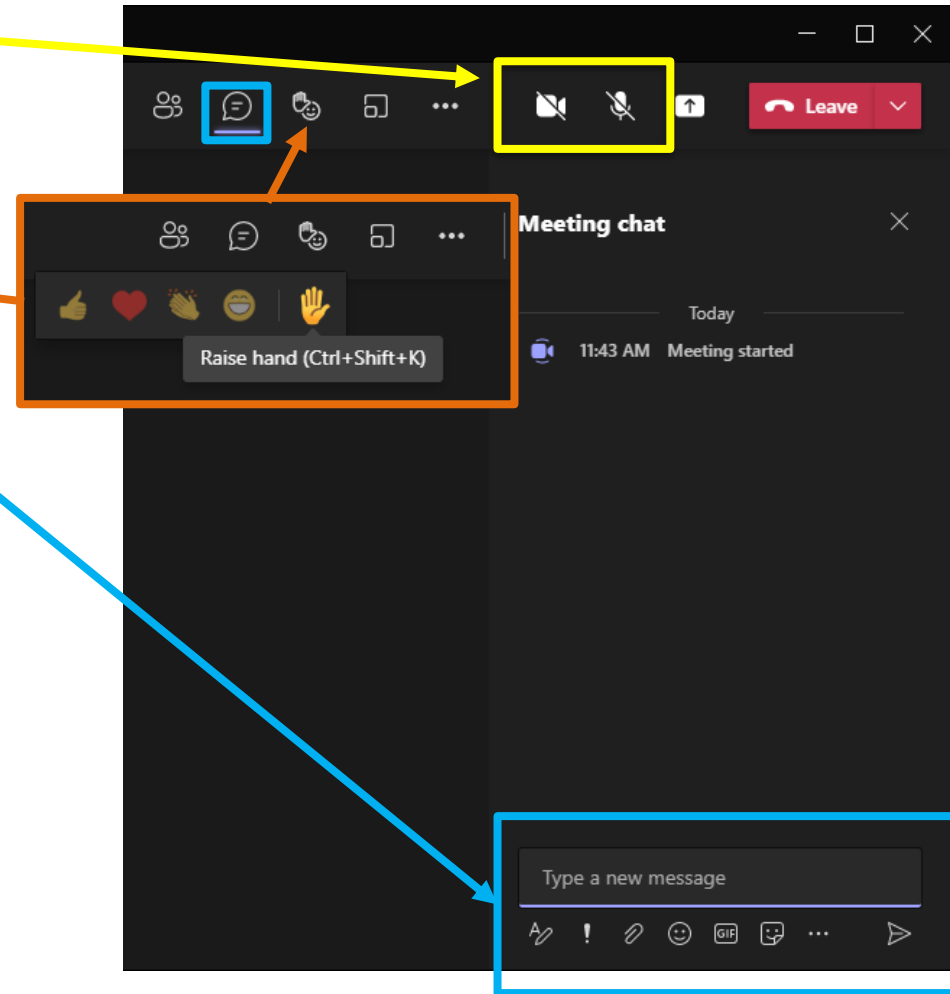 Leave
Meeting chat
Today
Raise hand (Ctrl+Shift+K)
11:43 AM Meeting started
Type a new message
GIF